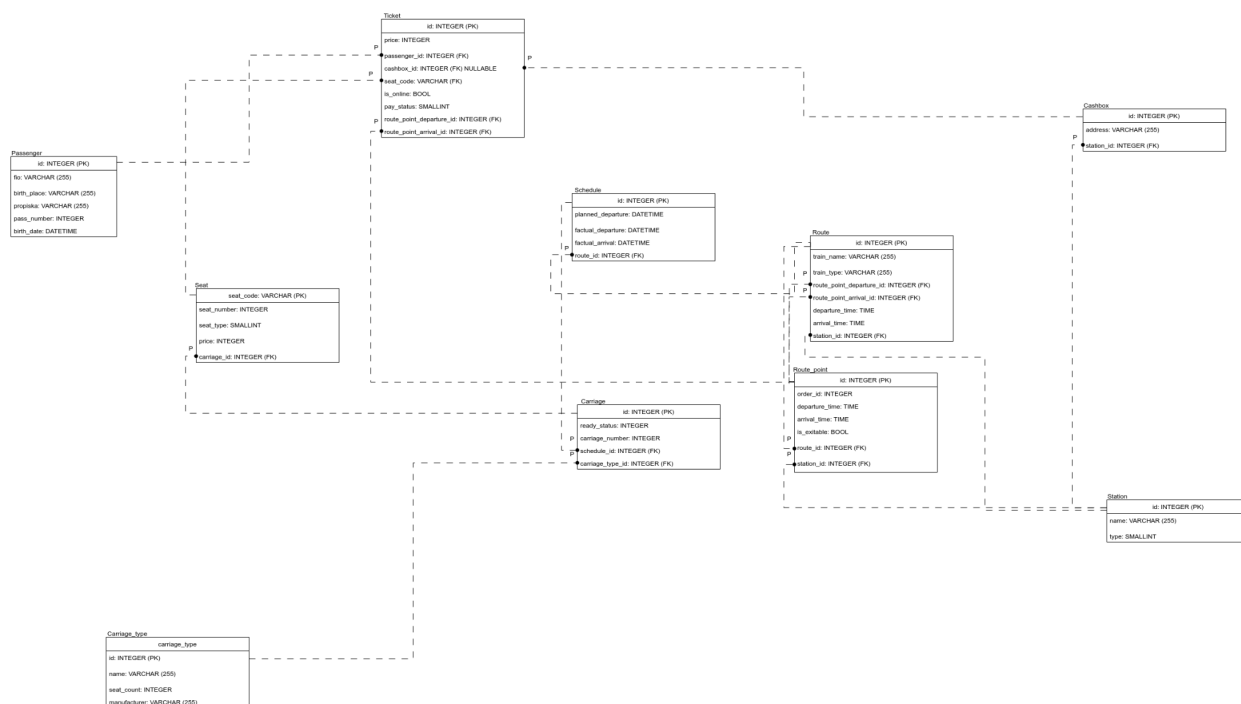 Ticket
id: INTEGER (PK)
price: INTEGER
P
passenger_id: INTEGER (FK)
P
cashbox_id: INTEGER (FK) NULLABLE
P
seat_code: VARCHAR (FK)
is_online: BOOL
pay_status: SMALLINT
route_point_departure_id: INTEGER (FK)
P
route_point_arrival_id: INTEGER (FK)
Cashbox
id: INTEGER (PK)
address: VARCHAR (255)
P
station_id: INTEGER (FK)
Passenger
id: INTEGER (PK)
fio: VARCHAR (255)
birth_place: VARCHAR (255)
propiska: VARCHAR (255)
pass_number: INTEGER
birth_date: DATETIME
Schedule
id: INTEGER (PK)
planned_departure: DATETIME
factual_departure: DATETIME
factual_arrival: DATETIME
P
route_id: INTEGER (FK)
Route
id: INTEGER (PK)
train_name: VARCHAR (255)
train_type: VARCHAR (255)
P
route_point_departure_id: INTEGER (FK)
P
route_point_arrival_id: INTEGER (FK)
departure_time: TIME
arrival_time: TIME
station_id: INTEGER (FK)
Seat
seat_code: VARCHAR (PK)
seat_number: INTEGER
seat_type: SMALLINT
price: INTEGER
P
carriage_id: INTEGER (FK)
Route_point
id: INTEGER (PK)
order_id: INTEGER
departure_time: TIME
arrival_time: TIME
is_exitable: BOOL
P
route_id: INTEGER (FK)
P
station_id: INTEGER (FK)
Carriage
id: INTEGER (PK)
ready_status: INTEGER
carriage_number: INTEGER
P
schedule_id: INTEGER (FK)
P
carriage_type_id: INTEGER (FK)
Station
id: INTEGER (PK)
name: VARCHAR (255)
type: SMALLINT
Carriage_type
carriage_type
id: INTEGER (PK)
name: VARCHAR (255)
seat_count: INTEGER
manufacturer: VARCHAR (255)